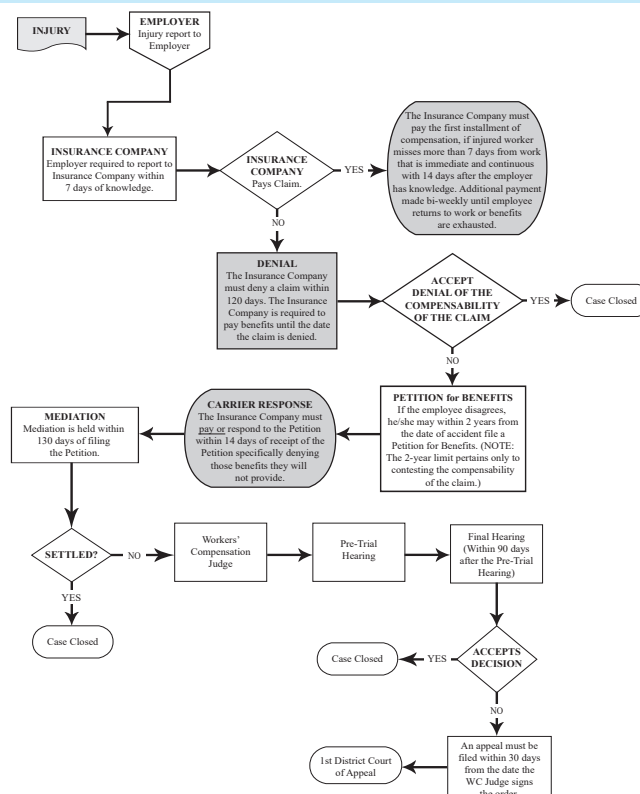 INJURY
EMPLOYER
Injury report to
Employer
INSURANCE COMPANY
Employer required to report to
Insurance Company within
7 days of knowledge.
INSURANCE
COMPANY
Pays Claim.
YES
The Insurance Company must
pay the first installment of
compensation, if injured worker
misses more than 7 days from work
that is immediate and continuous
with 14 days after the employer
has knowledge. Additional payment
made bi-weekly until employee
returns to work or benefits
are exhausted.
NO
DENIAL
The Insurance Company
must deny a claim within
120 days. The Insurance
Company is required to
pay benefits until the date
the claim is denied.
ACCEPT
DENIAL OF THE
COMPENSABILITY
OF THE CLAIM
YES
Case Closed
NO
PETITION for BENEFITS
If the employee disagrees,
he/she may within 2 years from
the date of accident file a
Petition for Benefits. (NOTE:
The 2-year limit pertains only to
contesting the compensability
of the claim.)
CARRIER RESPONSE
The Insurance Company must
pay or respond to the Petition
within 14 days of receipt of the
Petition specifically denying
those benefits they will
not provide.
MEDIATION
Mediation is held within
130 days of filing
the Petition.
SETTLED?
NO
YES
Case Closed
Workers'
Compensation
Judge
Pre-Trial
Hearing
Final Hearing
(Within 90 days
after the Pre-Trial
Hearing)
ACCEPTS
DECISION
YES
Case Closed
NO
An appeal must be
filed within 30 days
from the date the
WC Judge signs
the order
1st District Court
of Appeal